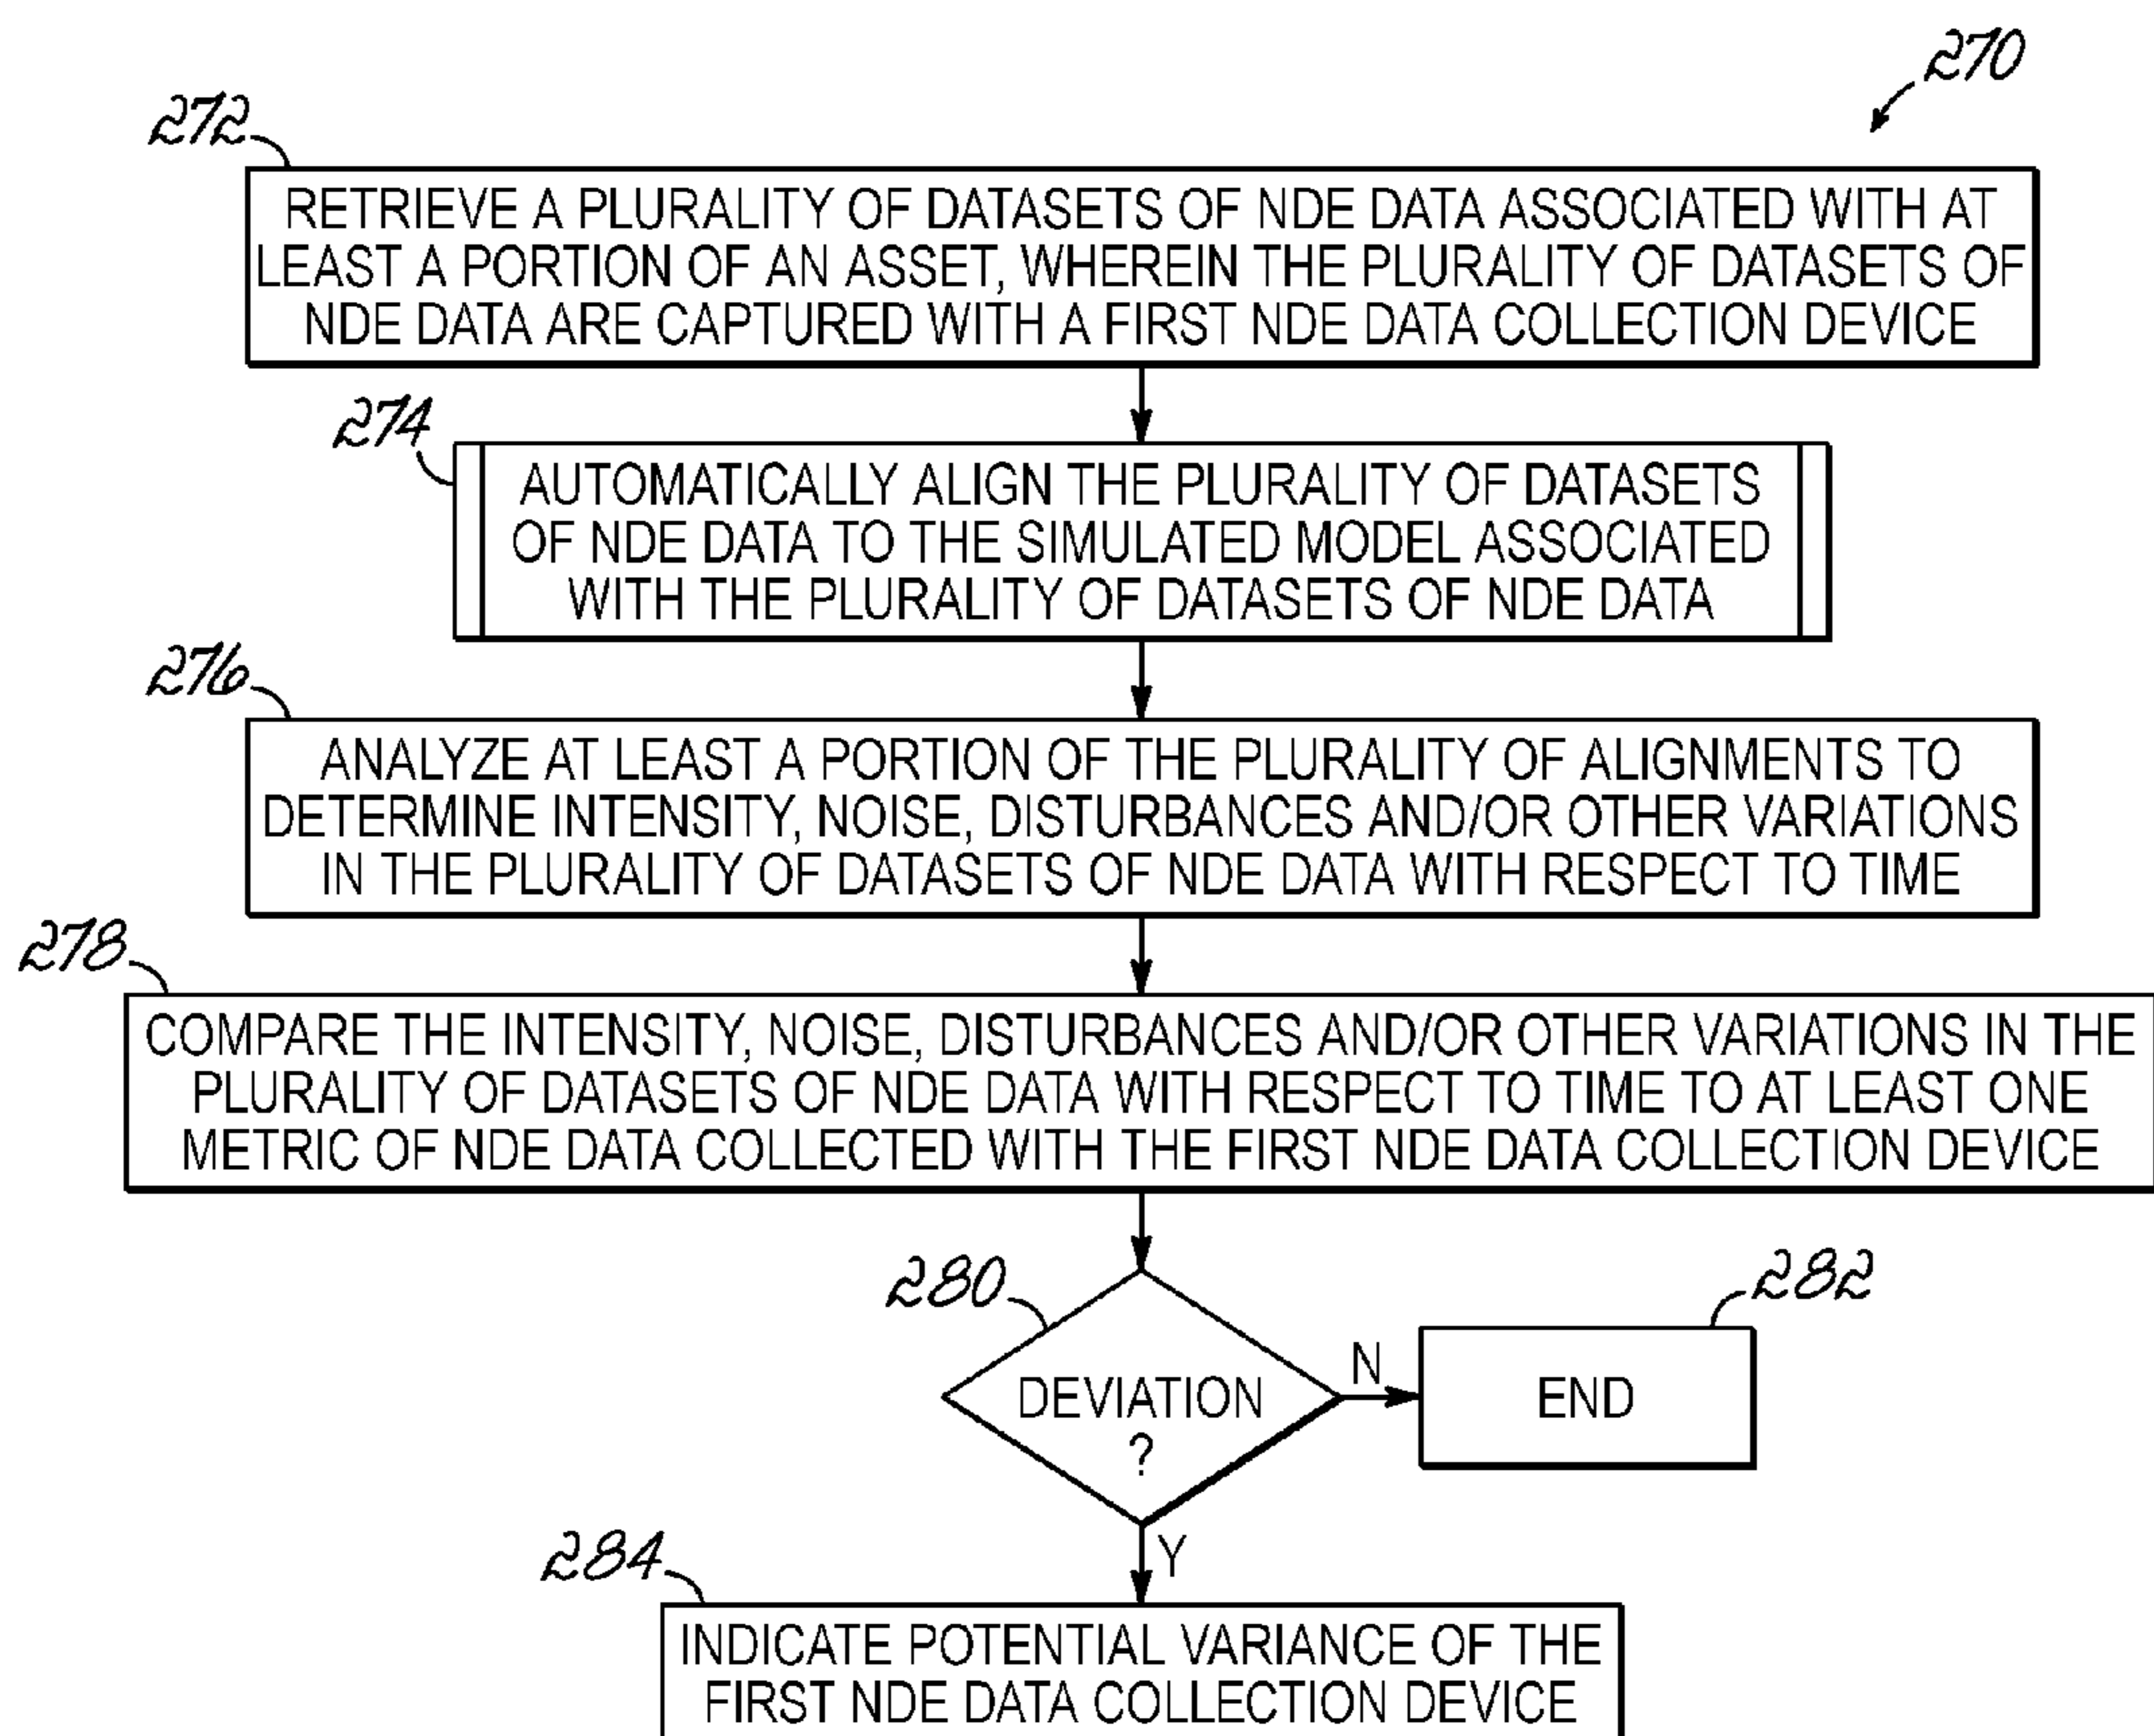 270
272
RETRIEVE A PLURALITY OF DATASETS OF NDE DATA ASSOCIATED WITH AT
LEAST A PORTION OF AN ASSET, WHEREIN THE PLURALITY OF DATASETS OF
NDE DATA ARE CAPTURED WITH A FIRST NDE DATA COLLECTION DEVICE
274
AUTOMATICALLY ALIGN THE PLURALITY OF DATASETS
OF NDE DATA TO THE SIMULATED MODEL ASSOCIATED
WITH THE PLURALITY OF DATASETS OF NDE DATA
276
ANALYZE AT LEAST A PORTION OF THE PLURALITY OF ALIGNMENTS TO
DETERMINE INTENSITY, NOISE, DISTURBANCES AND/OR OTHER VARIATIONS
IN THE PLURALITY OF DATASETS OF NDE DATA WITH RESPECT TO TIME
278
COMPARE THE INTENSITY, NOISE, DISTURBANCES AND/OR OTHER VARIATIONS IN THE
PLURALITY OF DATASETS OF NDE DATA WITH RESPECT TO TIME TO AT LEAST ONE
METRIC OF NDE DATA COLLECTED WITH THE FIRST NDE DATA COLLECTION DEVICE
280
DEVIATION
?
N
282
END
Y
284
INDICATE POTENTIAL VARIANCE OF THE
FIRST NDE DATA COLLECTION DEVICE